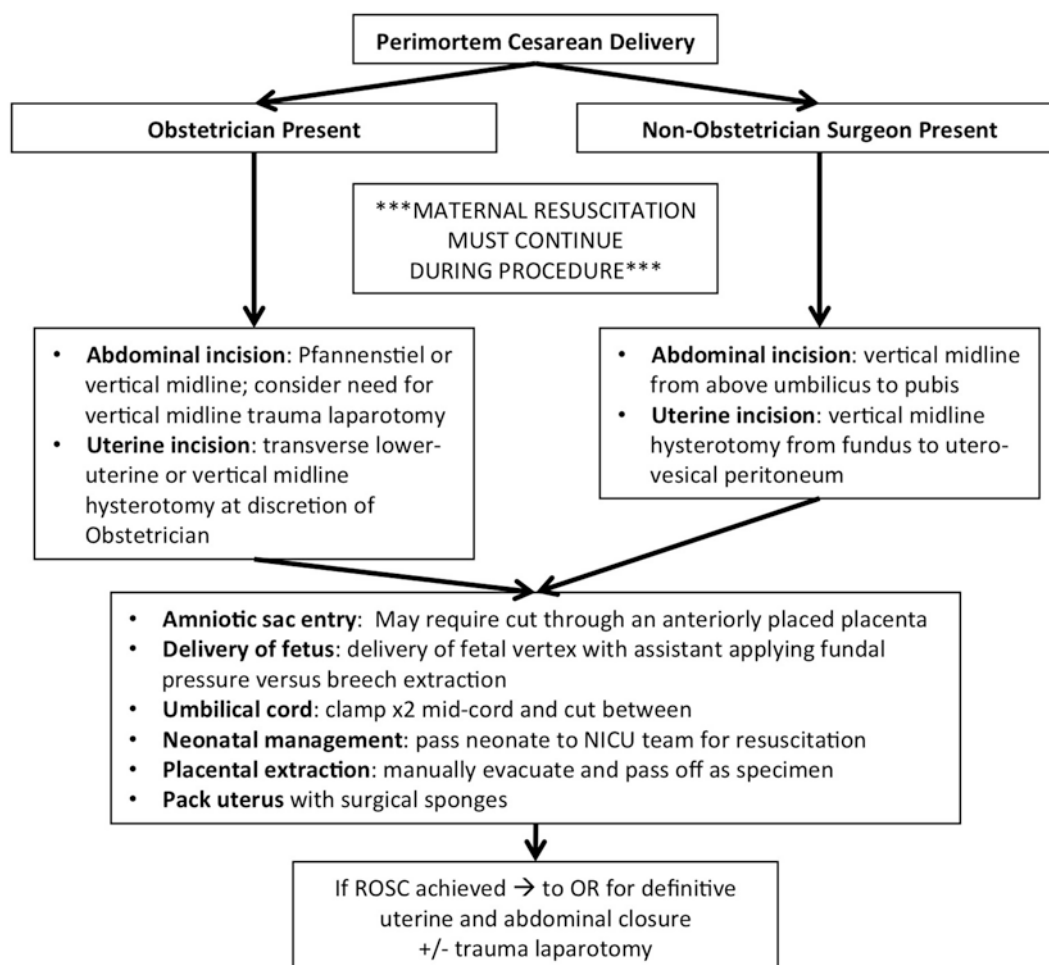 Perimortem Cesarean Delivery
Obstetrician Present
Non-Obstetrician Surgeon Present
***MATERNAL RESUSCITATION
MUST CONTINUE
DURING PROCEDURE***
• Abdominal incision: Pfannenstiel or
vertical midline; consider need for
vertical midline trauma laparotomy
• Uterine incision: transverse lower-
uterine or vertical midline
hysterotomy at discretion of
Obstetrician
• Abdominal incision: vertical midline
from above umbilicus to pubis
• Uterine incision: vertical midline
hysterotomy from fundus to utero-
vesical peritoneum
• Amniotic sac entry: May require cut through an anteriorly placed placenta
• Delivery of fetus: delivery of fetal vertex with assistant applying fundal
pressure versus breech extraction
• Umbilical cord: clamp x2 mid-cord and cut between
• Neonatal management: pass neonate to NICU team for resuscitation
• Placental extraction: manually evacuate and pass off as specimen
• Pack uterus with surgical sponges
If ROSC achieved → to OR for definitive
uterine and abdominal closure
+/- trauma laparotomy